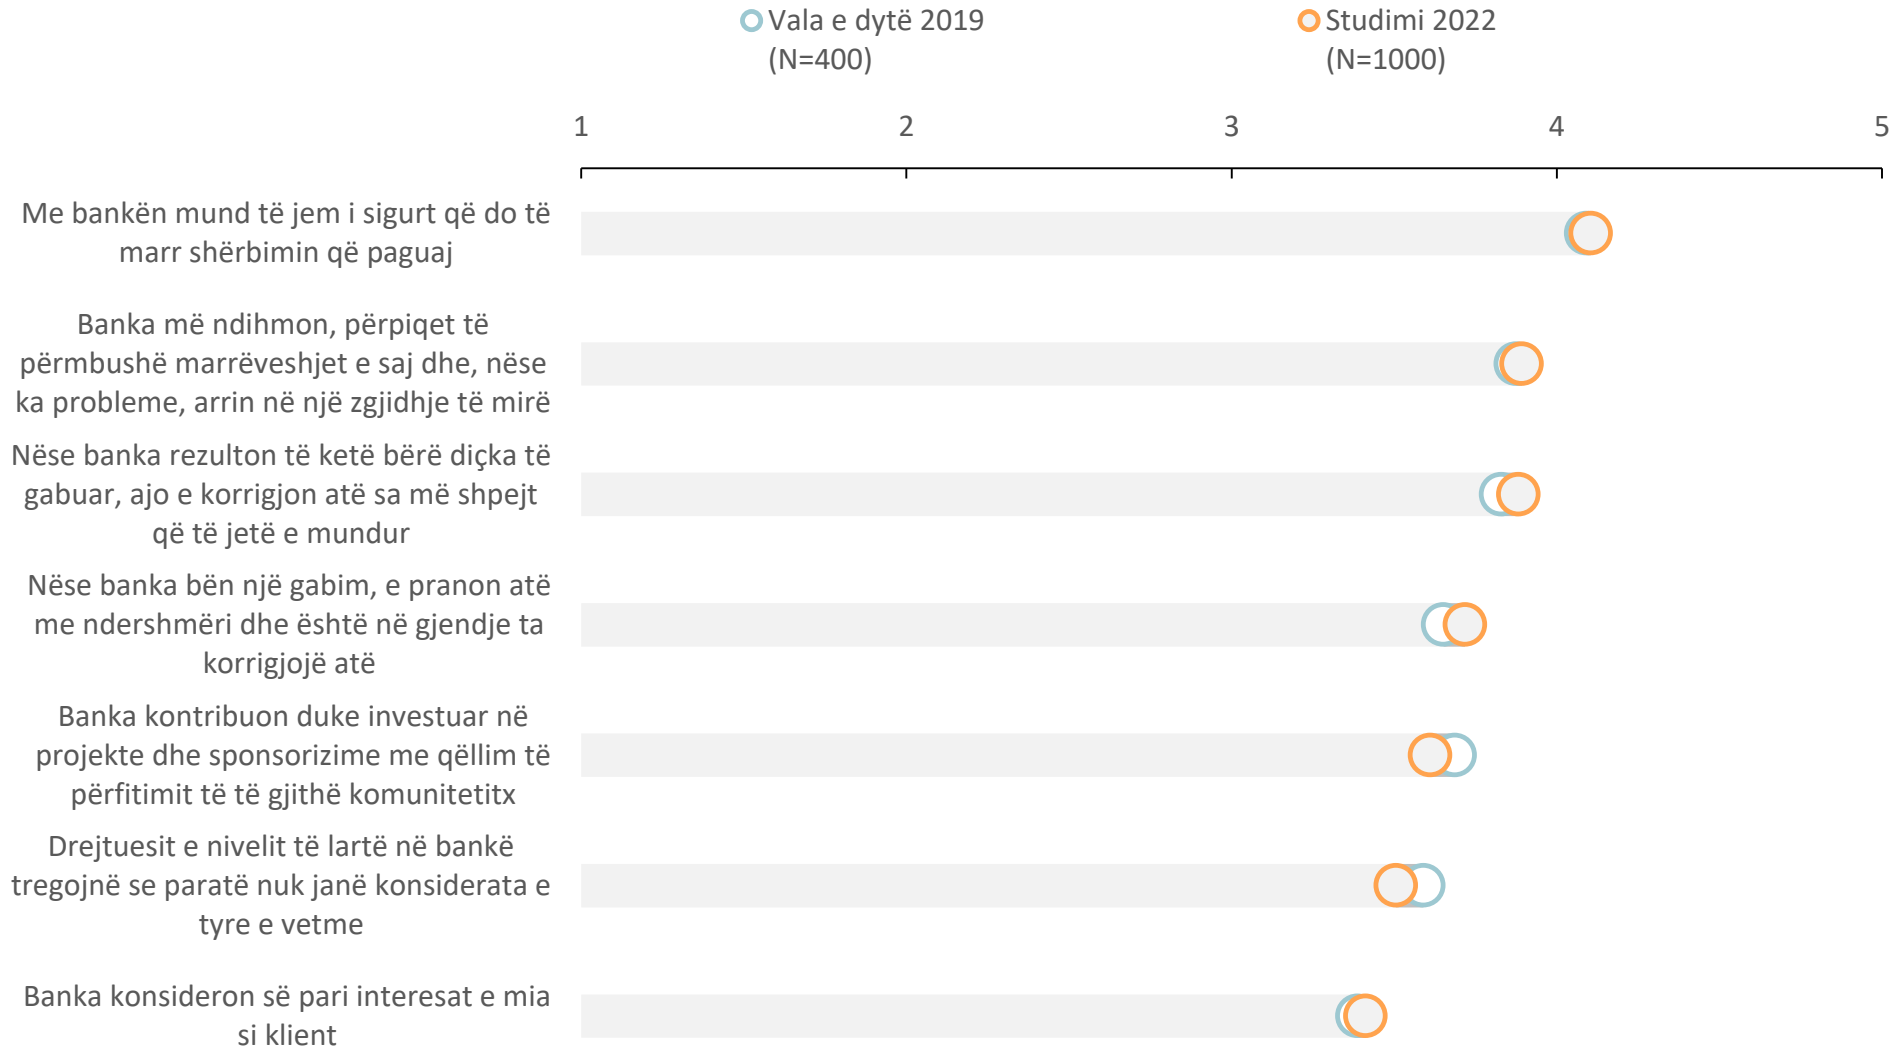 Vala e dytë 2019
(N=400)
Studimi 2022
(N=1000)
1 2 3 4 5
Me bankën mund të jem i sigurt që do të
marr shërbimin që paguaj
Banka më ndihmon, përpiqet të
përmbushë marrëveshjet e saj dhe, nëse
ka probleme, arrin në një zgjidhje të mirë
Nëse banka rezulton të ketë bërë diçka të
gabuar, ajo e korrigjon atë sa më shpejt
që të jetë e mundur
Nëse banka bën një gabim, e pranon atë
me ndershmëri dhe është në gjendje ta
korrigjojë atë
Banka kontribuon duke investuar në
projekte dhe sponsorizime me qëllim të
përfitimit të të gjithë komunitetitx
Drejtuesit e nivelit të lartë në bankë
tregojnë se paratë nuk janë konsiderata e
tyre e vetme
Banka konsideron së pari interesat e mia
si klient